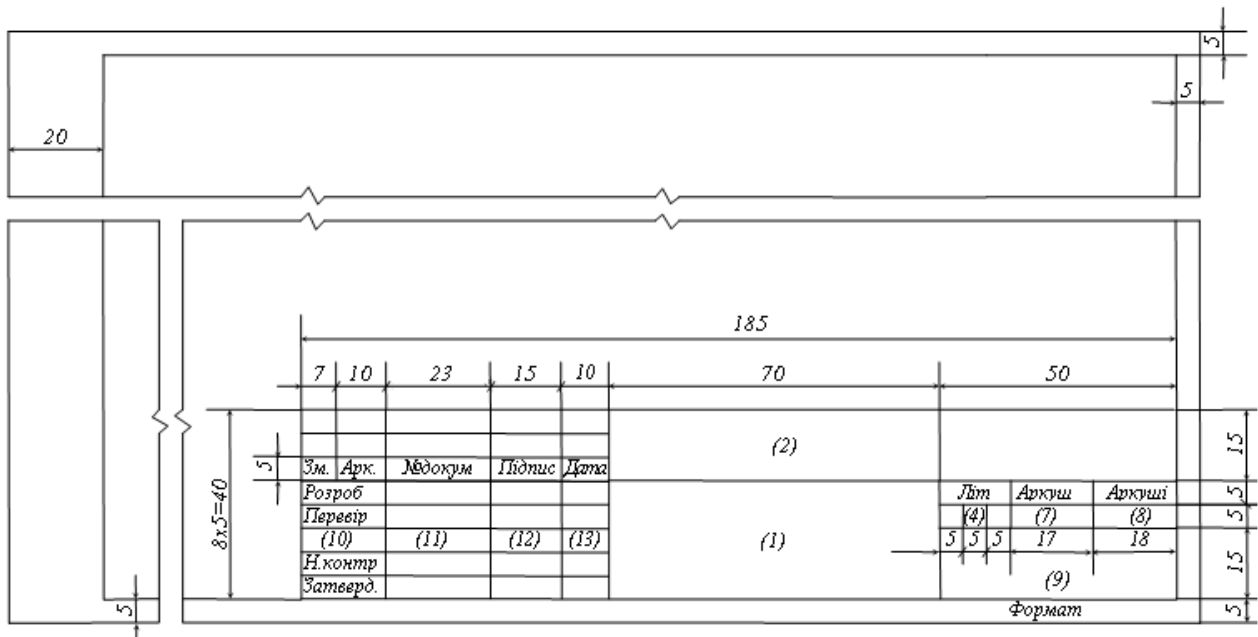 5
5
20
185
7 10 23 15 10 70 50
(2)
15
5
Зм. Арк. №докум Підпис Дата
8x5=40
Розроб
Літ Аркуш Аркуші
5
Перевір
(4) (7) (8)
5
(10) (11) (12) (13)
(1)
5 5 5 17 18
Н.контр
15
(9)
Затверд.
5
Формат
5